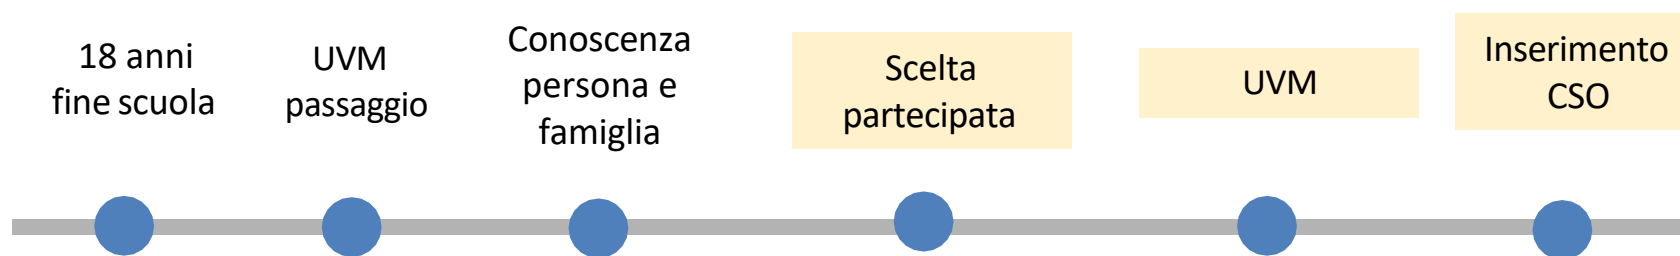 18 anni
fine scuola
UVM
passaggio
Conoscenza
persona e
famiglia
Scelta
partecipata
UVM
Inserimento
CSO